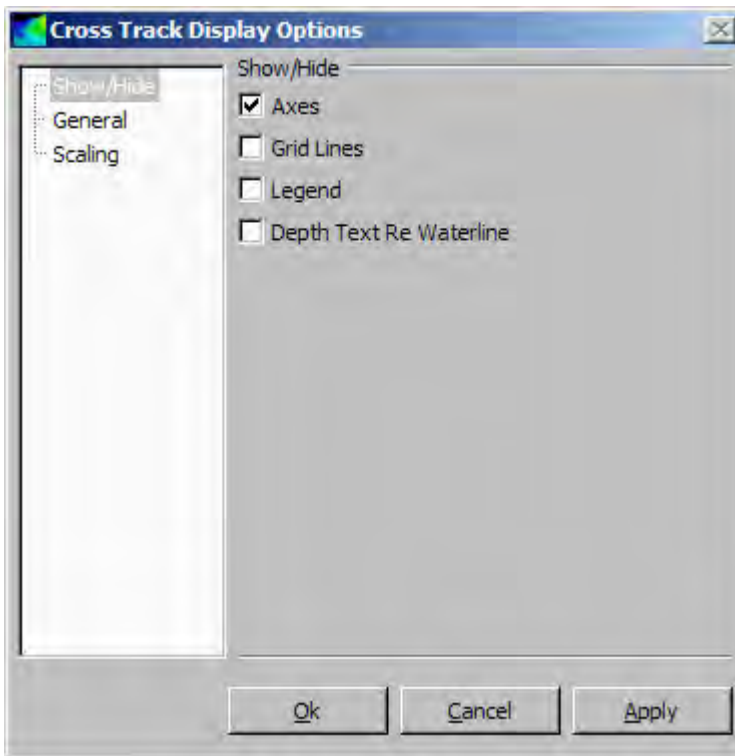 Cross Track Display Options
Show/Hide
General
Scaling
Show/Hide
Axes
Grid Lines
Legend
Depth Text Re Waterline
Ok
Cancel
Apply